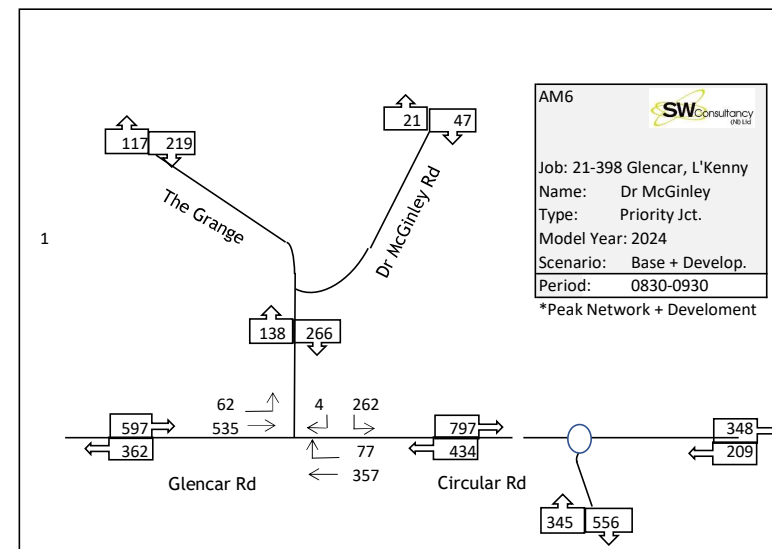 AM6
SW Consultancy
(NI) Ltd
Job: 21-398 Glencar, L'Kenny
Name: Dr McGinley
Type: Priority Jct.
Model Year: 2024
Scenario: Base + Develop.
Period: 0830-0930
*Peak Network + Develoment
21 47
117 219
The Grange
Dr McGinley Rd
1
138 266
62 4 262
597 535 797 348
362 77 434 209
357
Glencar Rd Circular Rd
345 556